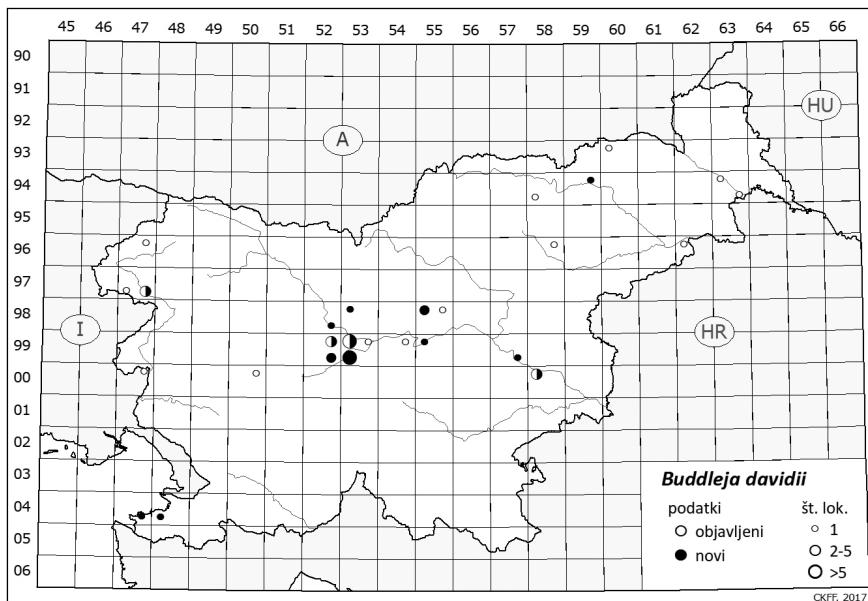 45 46 47 48 49 50 51 52 53 54 55 56 57 58 59 60 61 62 63 64 65 66
90
91
HU
92
A
93
94
95
96
97
98
I
HR
99
00
01
02
03
Buddleja davidii
04
podatki št. lok.
objavljeni 1
05
novi 2-5
06
>5
CKFF, 2017